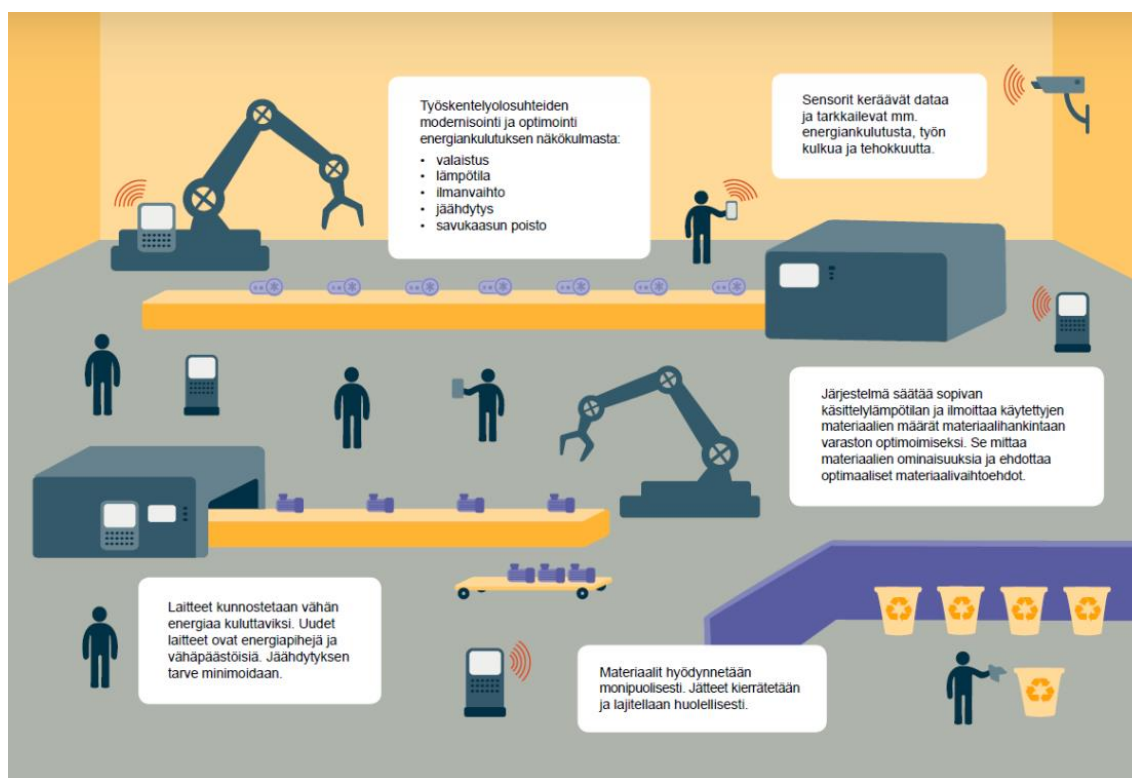 Työskentelyolosuhteiden
modernisointi ja optimointi
energiankulutuksen näkökulmasta:
• valaistus
• lämpötila
• ilmanvaihto
• jäähdytys
• savukaasun poisto
Sensorit keräävät dataa
ja tarkkailevat mm.
energiankulutusta, työn
kulkua ja tehokkuutta.
Järjestelmä säätää sopivan
käsittelylämpötilan ja ilmoittaa käytettyjen
materiaalien määrät materiaalihankintaan
varaston optimoimiseksi. Se mittaa
materiaalien ominaisuuksia ja ehdottaa
optimaaliset materiaalivaihtoehdot.
Laitteet kunnostetaan vähän
energiaa kuluttaviksi. Uudet
laitteet ovat energiapihejä ja
vähäpäästöisiä. Jäähdytyksen
tarve minimoidaan.
Materiaalit hyödynnetään
monipuolisesti. Jätteet kierrätetään
ja lajitellaan huolellisesti.